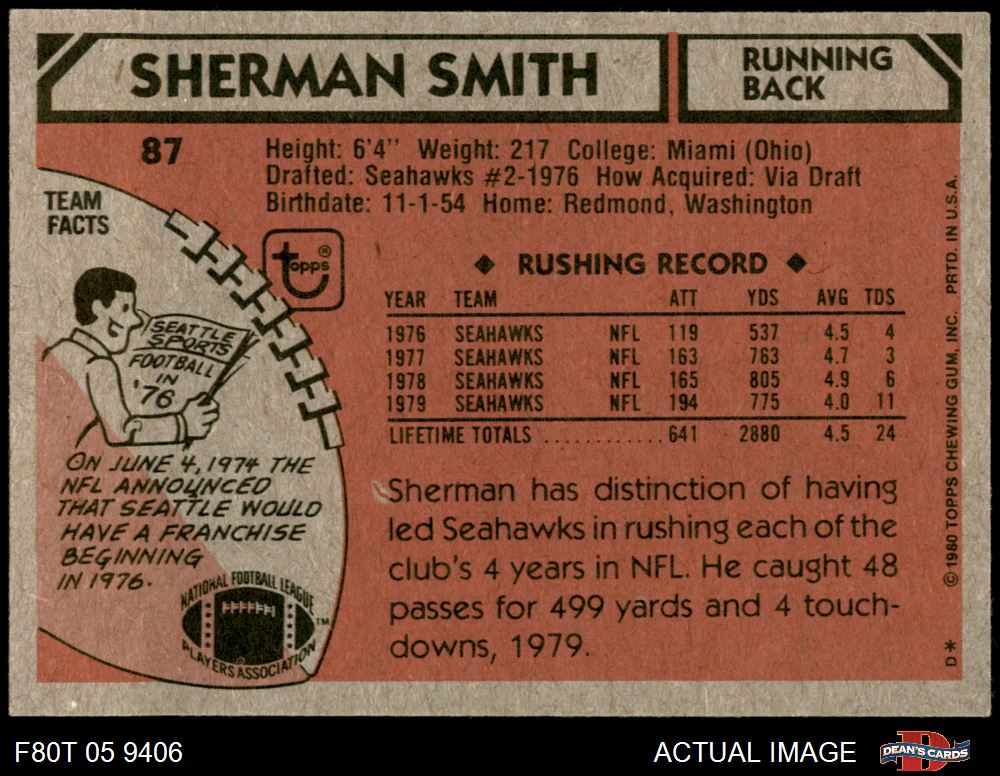 SHERMAN SMITH
RUNNING
BACK
87
Height: 6'4" Weight: 217 College: Miami (Ohio)
Drafted: Seahawks #2-1976 How Acquired: Via Draft
Birthdate: 11-1-54 Home: Redmond, Washington
TEAM
FACTS
topps®
SEATTLE
SPORTS
FOOTBALL
IN
'76
ON JUNE 4, 1974 THE
NFL ANNOUNCED
THAT SEATTLE WOULD
HAVE A FRANCHISE
BEGINNING
IN 1976.
NATIONAL FOOTBALL LEAGUE
PLAYERS ASSOCIATION
TM
◆ RUSHING RECORD ◆
YEAR TEAM ATT YDS AVG TDS
1976 SEAHAWKS NFL 119 537 4.5 4
1977 SEAHAWKS NFL 163 763 4.7 3
1978 SEAHAWKS NFL 165 805 4.9 6
1979 SEAHAWKS NFL 194 775 4.0 11
LIFETIME TOTALS ............ 641 2880 4.5 24
Sherman has distinction of having
led Seahawks in rushing each of the
club's 4 years in NFL. He caught 48
passes for 499 yards and 4 touch-
downs, 1979.
D* © 1980 TOPPS CHEWING GUM, INC. PRTD. IN U.S.A.
F80T 05 9406
ACTUAL IMAGE
DEAN'S CARDS